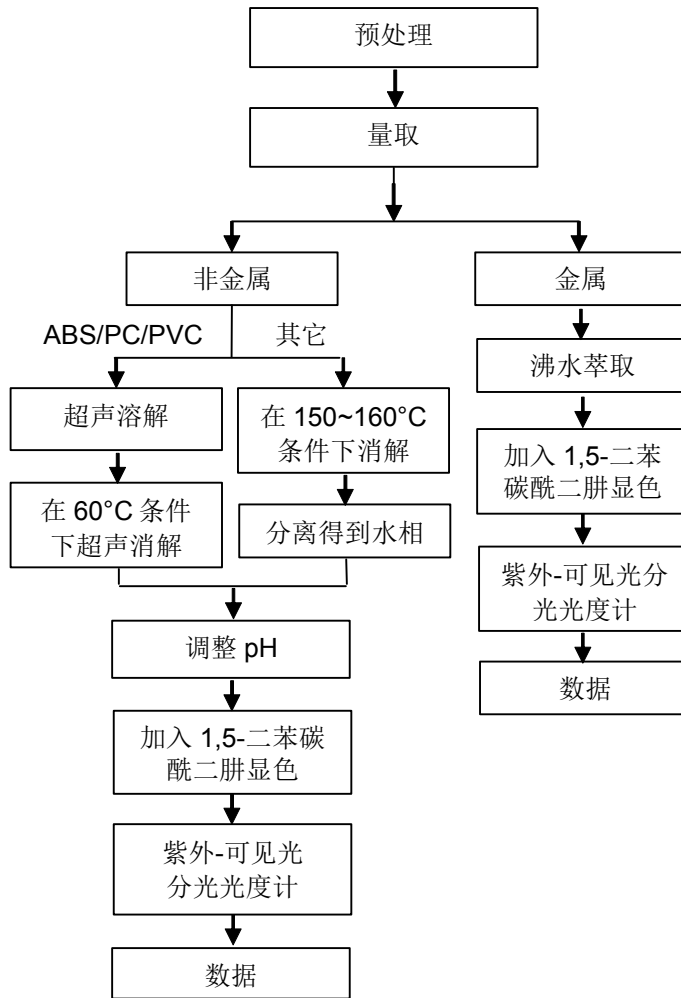 预处理
量取
非金属
金属
ABS/PC/PVC
其它
超声溶解
在 60°C 条件
下超声消解
在 150~160°C
条件下消解
分离得到水相
调整 pH
加入 1,5-二苯碳
酰二肼显色
紫外-可见光
分光光度计
数据
沸水萃取
加入 1,5-二苯
碳酰二肼显色
紫外-可见光分
光光度计
数据